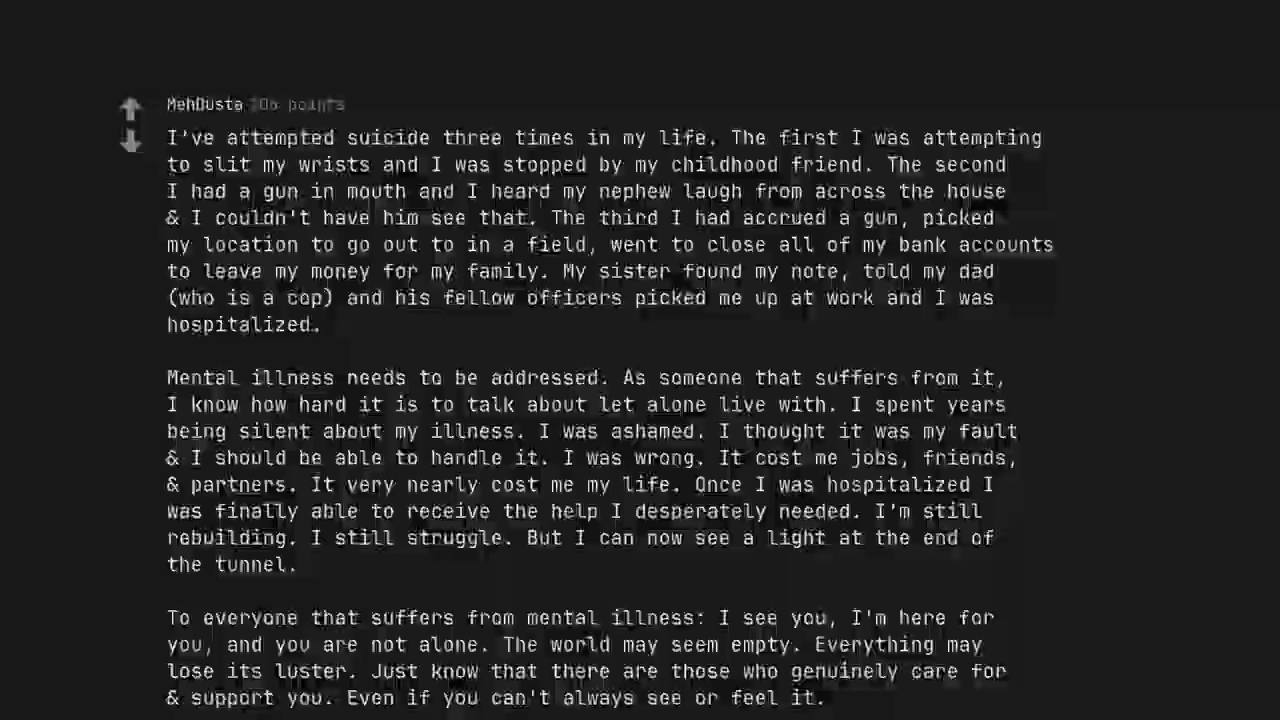 MehDusta 106 points
I've attempted suicide three times in my life. The first I was attempting
to slit my wrists and I was stopped by my childhood friend. The second
I had a gun in mouth and I heard my nephew laugh from across the house
& I couldn't have him see that. The third I had accrued a gun, picked
my location to go out to in a field, went to close all of my bank accounts
to leave my money for my family. My sister found my note, told my dad
(who is a cop) and his fellow officers picked me up at work and I was
hospitalized.
Mental illness needs to be addressed. As someone that suffers from it,
I know how hard it is to talk about let alone live with. I spent years
being silent about my illness. I was ashamed. I thought it was my fault
& I should be able to handle it. I was wrong. It cost me jobs, friends,
& partners. It very nearly cost me my life. Once I was hospitalized I
was finally able to receive the help I desperately needed. I'm still
rebuilding. I still struggle. But I can now see a light at the end of
the tunnel.
To everyone that suffers from mental illness: I see you, I'm here for
you, and you are not alone. The world may seem empty. Everything may
lose its luster. Just know that there are those who genuinely care for
& support you. Even if you can't always see or feel it.